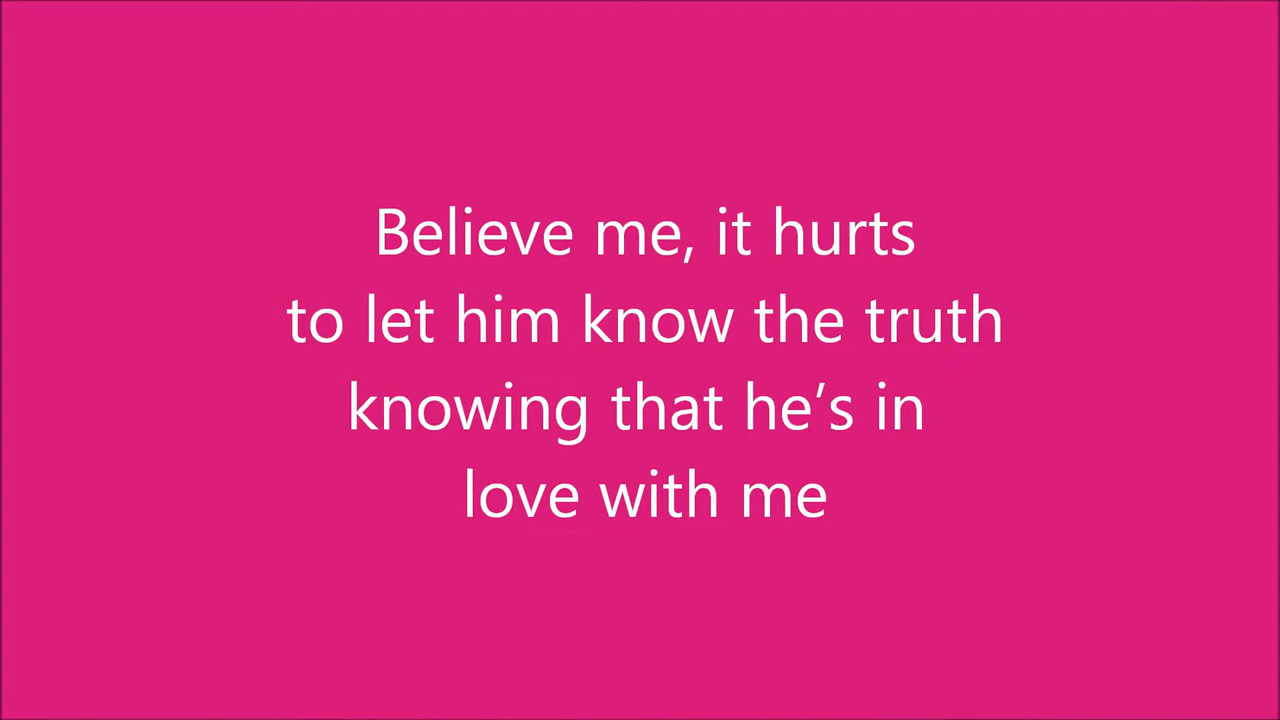 Believe me, it hurts
to let him know the truth
knowing that he’s in
love with me